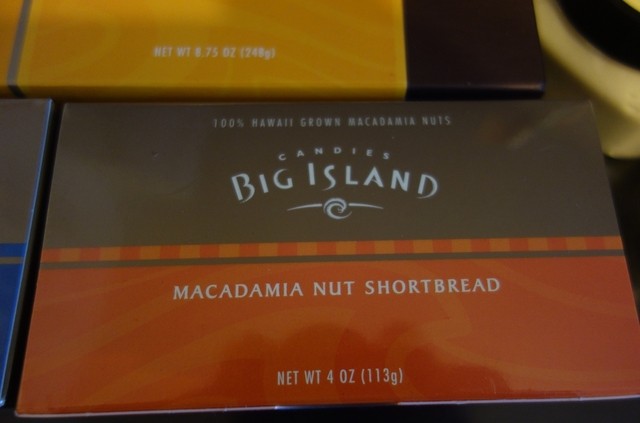 NET WT 8.75 OZ (248g)
100% HAWAII GROWN MACADAMIA NUTS
CANDIES
BIG ISLAND
MACADAMIA NUT SHORTBREAD
NET WT 4 OZ (113g)